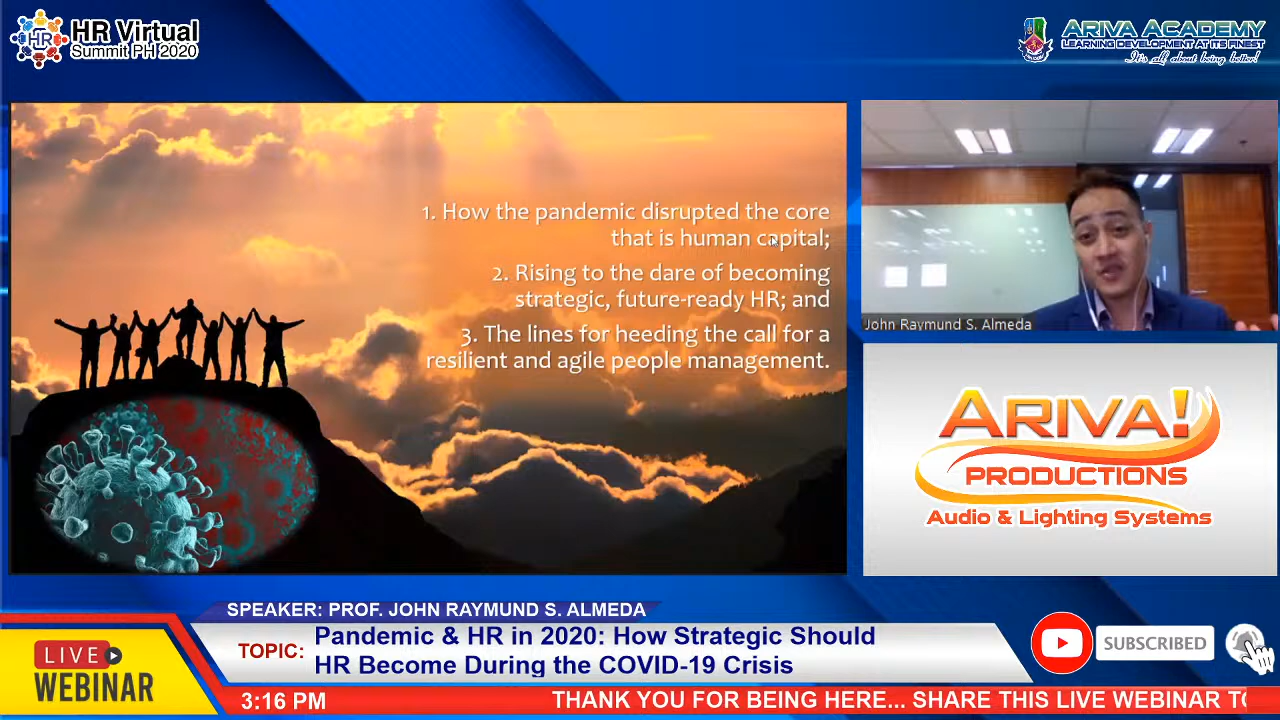 HR
HR Virtual
Summit PH 2020
ARIVA ACADEMY
LEARNING DEVELOPMENT AT ITS FINEST
It's all about being better!
1. How the pandemic disrupted the core
that is human capital;
2. Rising to the dare of becoming
strategic, future-ready HR; and
3. The lines for heeding the call for a
resilient and agile people management.
John Raymund S. Almeda
ARIVA!
PRODUCTIONS
Audio & Lighting Systems
SPEAKER: PROF. JOHN RAYMUND S. ALMEDA
TOPIC:
Pandemic & HR in 2020: How Strategic Should
HR Become During the COVID-19 Crisis
LIVE
WEBINAR
SUBSCRIBED
3:16 PM
THANK YOU FOR BEING HERE... SHARE THIS LIVE WEBINAR TO